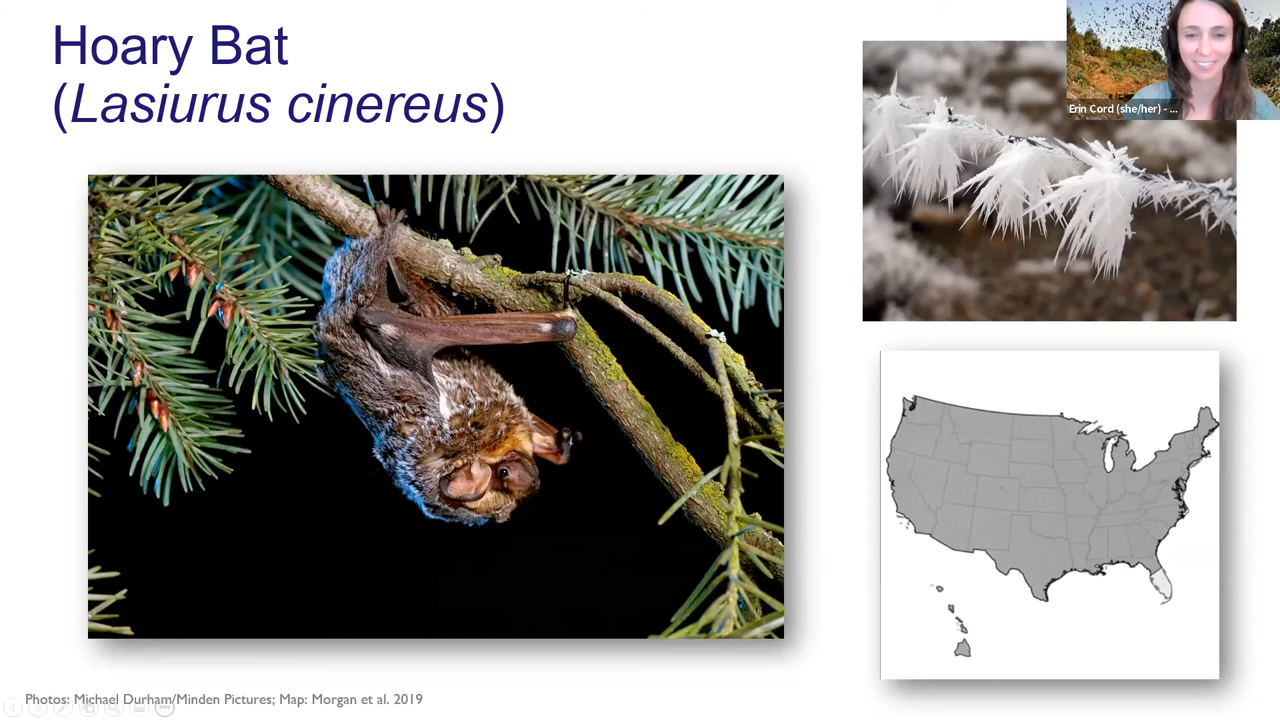 Hoary Bat
(Lasiurus cinereus)
Erin Cord (she/her) - ...
Photos: Michael Durham/Minden Pictures; Map: Morgan et al. 2019